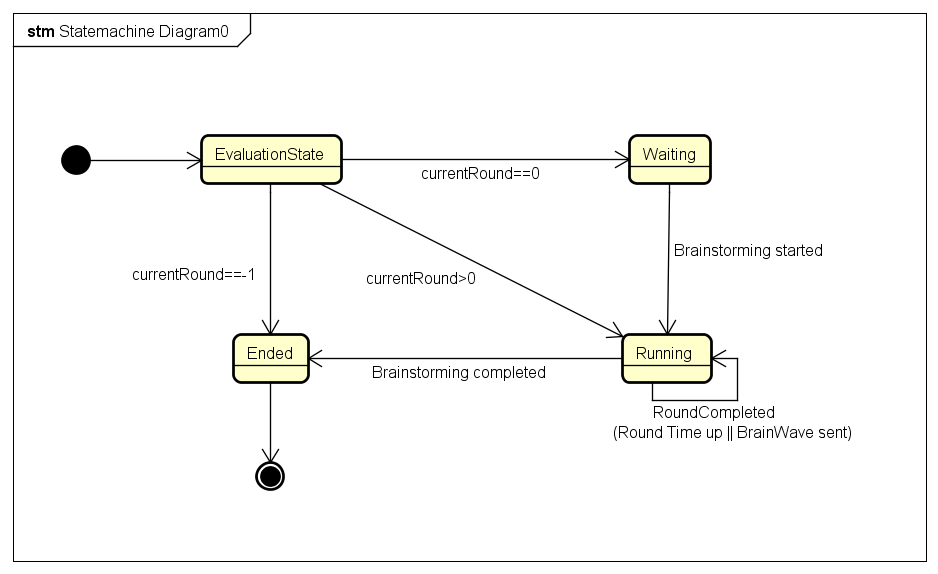 stm Statemachine Diagram0
EvaluationState
Waiting
currentRound==0
Brainstorming started
currentRound==-1
currentRound>0
Ended
Running
Brainstorming completed
RoundCompleted
(Round Time up || BrainWave sent)